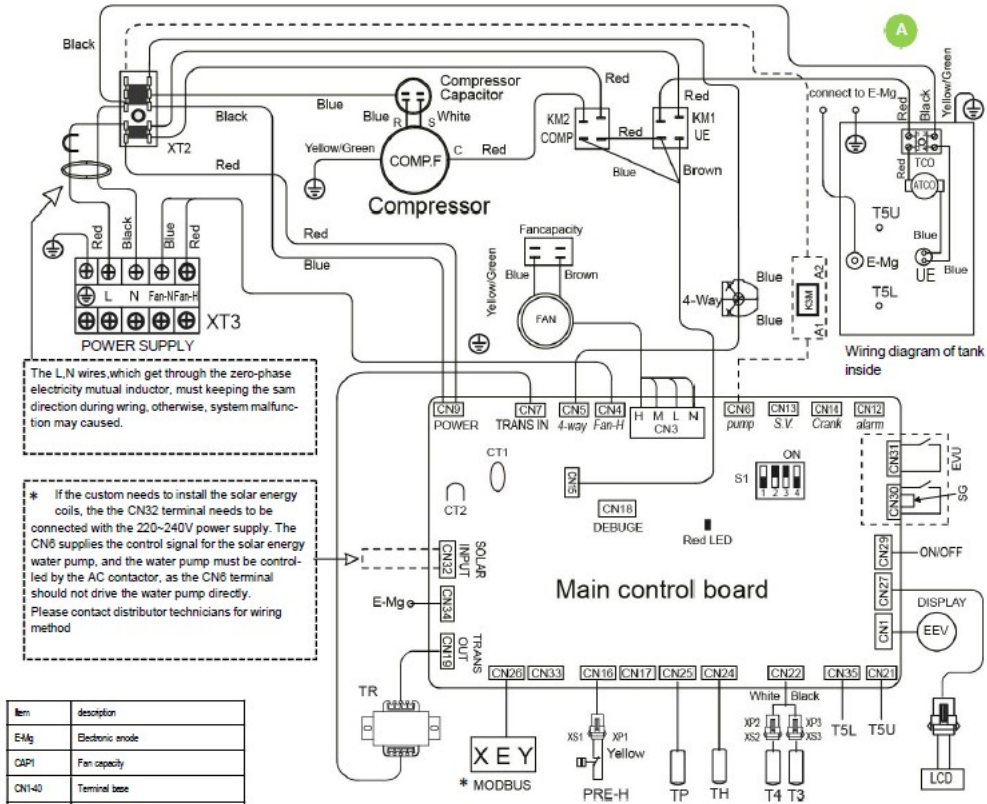 A
Black
Compressor
Capacitor
Red
Red
connect to E-Mg
Red
Black
Yellow/Green
Blue
Blue
R
S
White
Black
KM2
COMP
KM1
UE
Red
XT2
Yellow/Green
COMP.F
C
Red
Blue
Brown
TCO
Red
Red
ATCO
Compressor
T5U
Blue
Red
Black
Blue
Red
Red
Blue
Fancapacity
Yellow/Green
Blue
Brown
Blue
4-Way
Blue
A2
K3M
A1
E-Mg
UE
Blue
T5L
L
N
Fan-N
Fan-H
XT3
POWER SUPPLY
FAN
Wiring diagram of tank
inside
The L,N wires,which get through the zero-phase
electricity mutual inductor, must keeping the sam
direction during wring, otherwise, system malfunc-
tion may caused.
CN9
POWER
CN7
TRANS IN
CN5
4-way
CN4
Fan-H
H M L N
CN3
CN6
pump
CN13
S.V.
CN14
Crank
CN12
alarm
CT1
CT2
CN15
CN18
DEBUGE
S1
ON
1 2 3 4
Red LED
CN31
EVU
CN30
SG
* If the custom needs to install the solar energy
coils, the the CN32 terminal needs to be
connected with the 220~240V power supply. The
CN6 supplies the control signal for the solar energy
water pump, and the water pump must be control-
led by the AC contactor, as the CN6 terminal
should not drive the water pump directly.
Please contact distributor technicians for wiring
method
CN32
SOLAR
INPUT
E-Mg
CN34
CN19
TRANS
OUT
Main control board
CN29
ON/OFF
CN27
CN1
DISPLAY
EEV
CN26
CN33
CN16
CN17
CN25
CN24
CN22
CN35
CN21
TR
White
Black
XS1
XP1
Yellow
XP2
XS2
XP3
XS3
T5L
T5U
XEY
* MODBUS
PRE-H
TP
TH
T4
T3
LCD
Item
description
E-Mg
Electronic anode
CAP1
Fan capacity
CN1-40
Terminal base